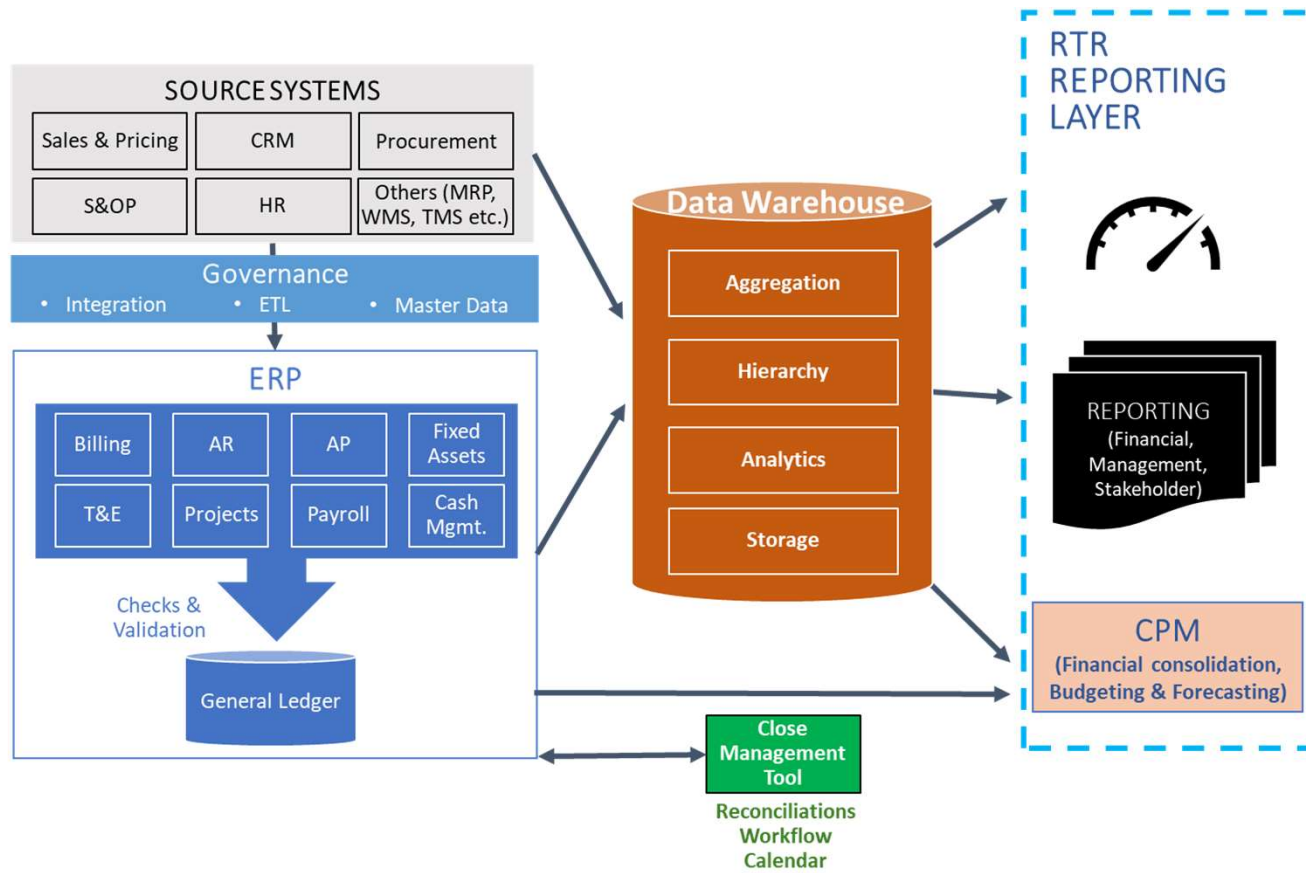 SOURCE SYSTEMS
Sales & Pricing
CRM
Procurement
S&OP
HR
Others (MRP,
WMS, TMS etc.)
Governance
• Integration
• ETL
• Master Data
ERP
Billing
AR
AP
Fixed
Assets
T&E
Projects
Payroll
Cash
Mgmt.
Checks &
Validation
General Ledger
Data Warehouse
Aggregation
Hierarchy
Analytics
Storage
Close
Management
Tool
Reconciliations
Workflow
Calendar
RTR
REPORTING
LAYER
REPORTING
(Financial,
Management,
Stakeholder)
CPM
(Financial consolidation,
Budgeting & Forecasting)